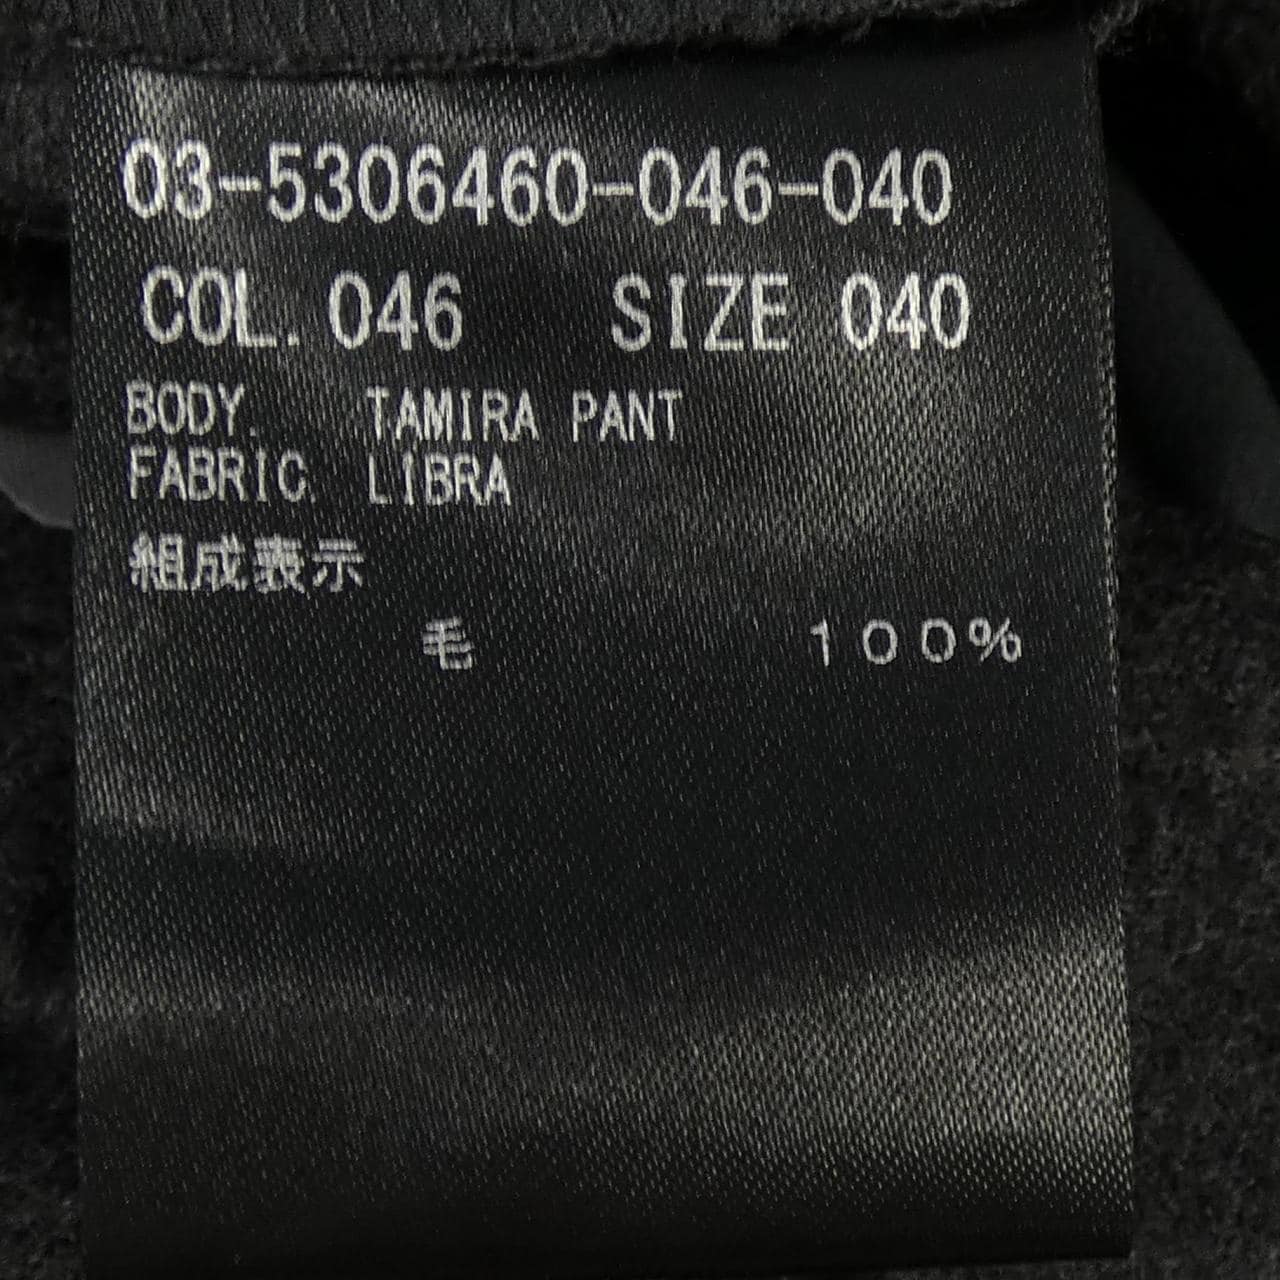 03-5306460-046-040
COL. 046 SIZE 040
BODY. TAMIRA PANT
FABRIC. LIBRA
組成表示
毛 100%